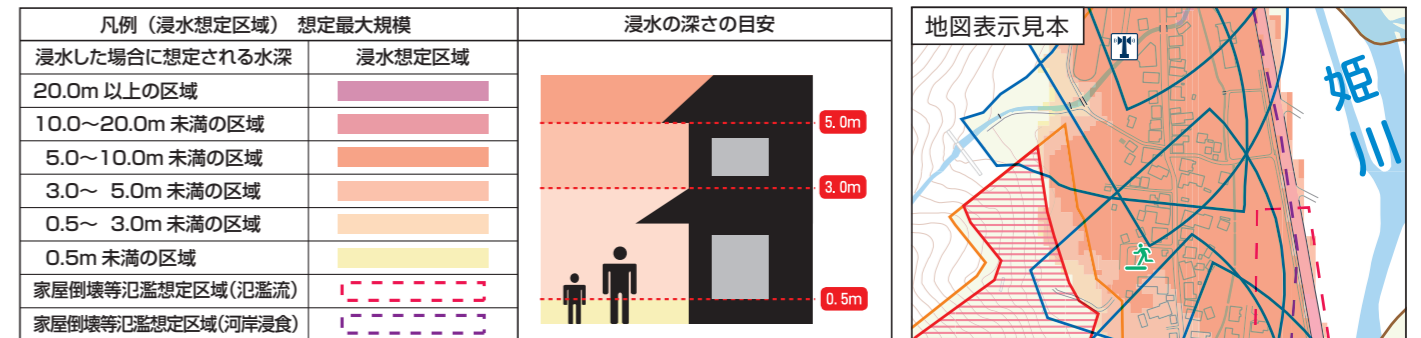 凡例（浸水想定区域） 想定最大規模
浸水した場合に想定される水深 浸水想定区域
20.0m 以上の区域
10.0～20.0m 未満の区域
5.0～10.0m 未満の区域
3.0～ 5.0m 未満の区域
0.5～ 3.0m 未満の区域
0.5m 未満の区域
家屋倒壊等氾濫想定区域（氾濫流）
家屋倒壊等氾濫想定区域（河岸浸食）
浸水の深さの目安
5.0m
3.0m
0.5m
地図表示見本
姫川